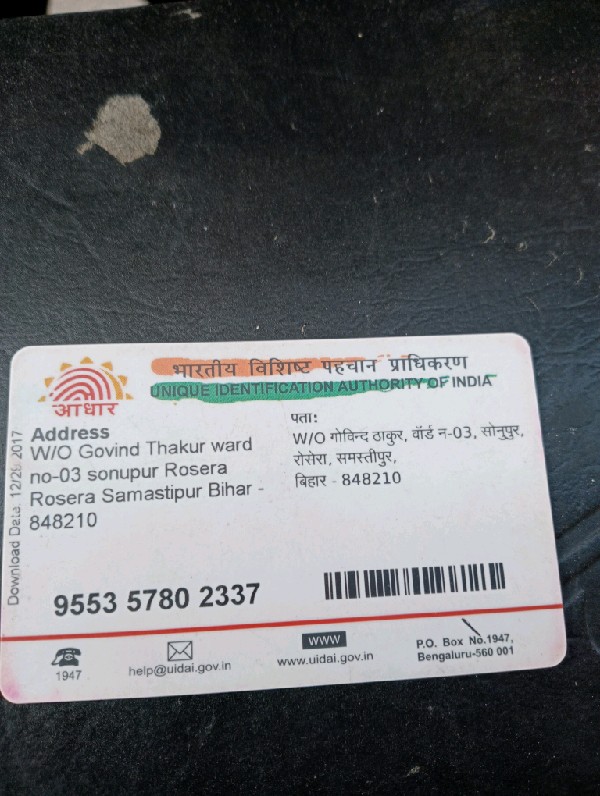 भारतीय विशिष्ट पहचान प्राधिकरण
UNIQUE IDENTIFICATION AUTHORITY OF INDIA
आधार
Address
W/O Govind Thakur ward
no-03 sonupur Rosera
Rosera Samastipur Bihar -
848210
पता:
W/O गोविन्द ठाकुर, वॉर्ड न-03, सोनुपुर,
रोसेरा, समस्तीपुर,
बिहार - 848210
Download Date: 12/2017
9553 5780 2337
1947
help@uidai.gov.in
www
www.uidai.gov.in
P.O. Box No.1947,
Bengaluru-560 001